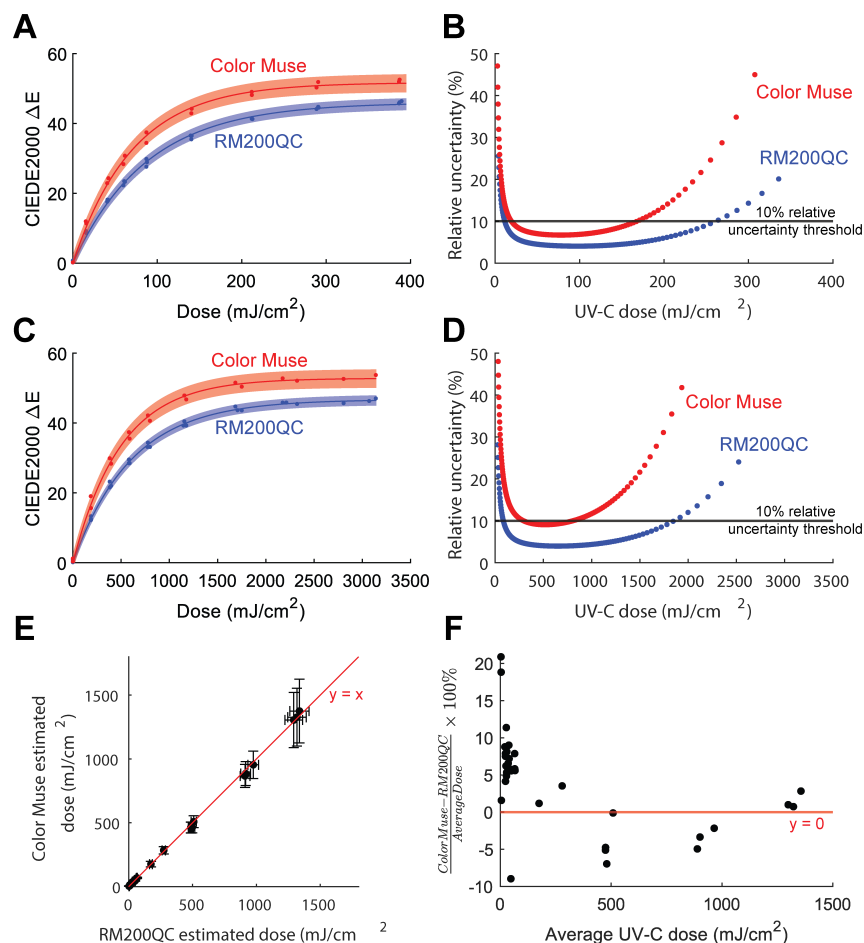 A
60
40
20
0
CIEDE2000 ΔE
Color Muse
RM200QC
0 100 200 300 400
Dose (mJ/cm²)
B
50
40
30
20
10
0
Relative uncertainty (%)
Color Muse
RM200QC
10% relative
uncertainty threshold
0 100 200 300 400
UV-C dose (mJ/cm ²)
C
60
40
20
0
CIEDE2000 ΔE
Color Muse
RM200QC
0 500 1000 1500 2000 2500 3000 3500
Dose (mJ/cm²)
D
50
40
30
20
10
0
Relative uncertainty (%)
Color Muse
RM200QC
10% relative
uncertainty threshold
0 500 1000 1500 2000 2500 3500
UV-C dose (mJ/cm ²)
E
1500
1000
500
0
Color Muse estimated
dose (mJ/cm ²)
y = x
0 500 1000 1500
RM200QC estimated dose (mJ/cm ²)
F
20
15
10
5
0
-5
-10
ColorMuse−RM200QC
AverageDose
× 100%
y = 0
0 500 1000 1500
Average UV-C dose (mJ/cm²)